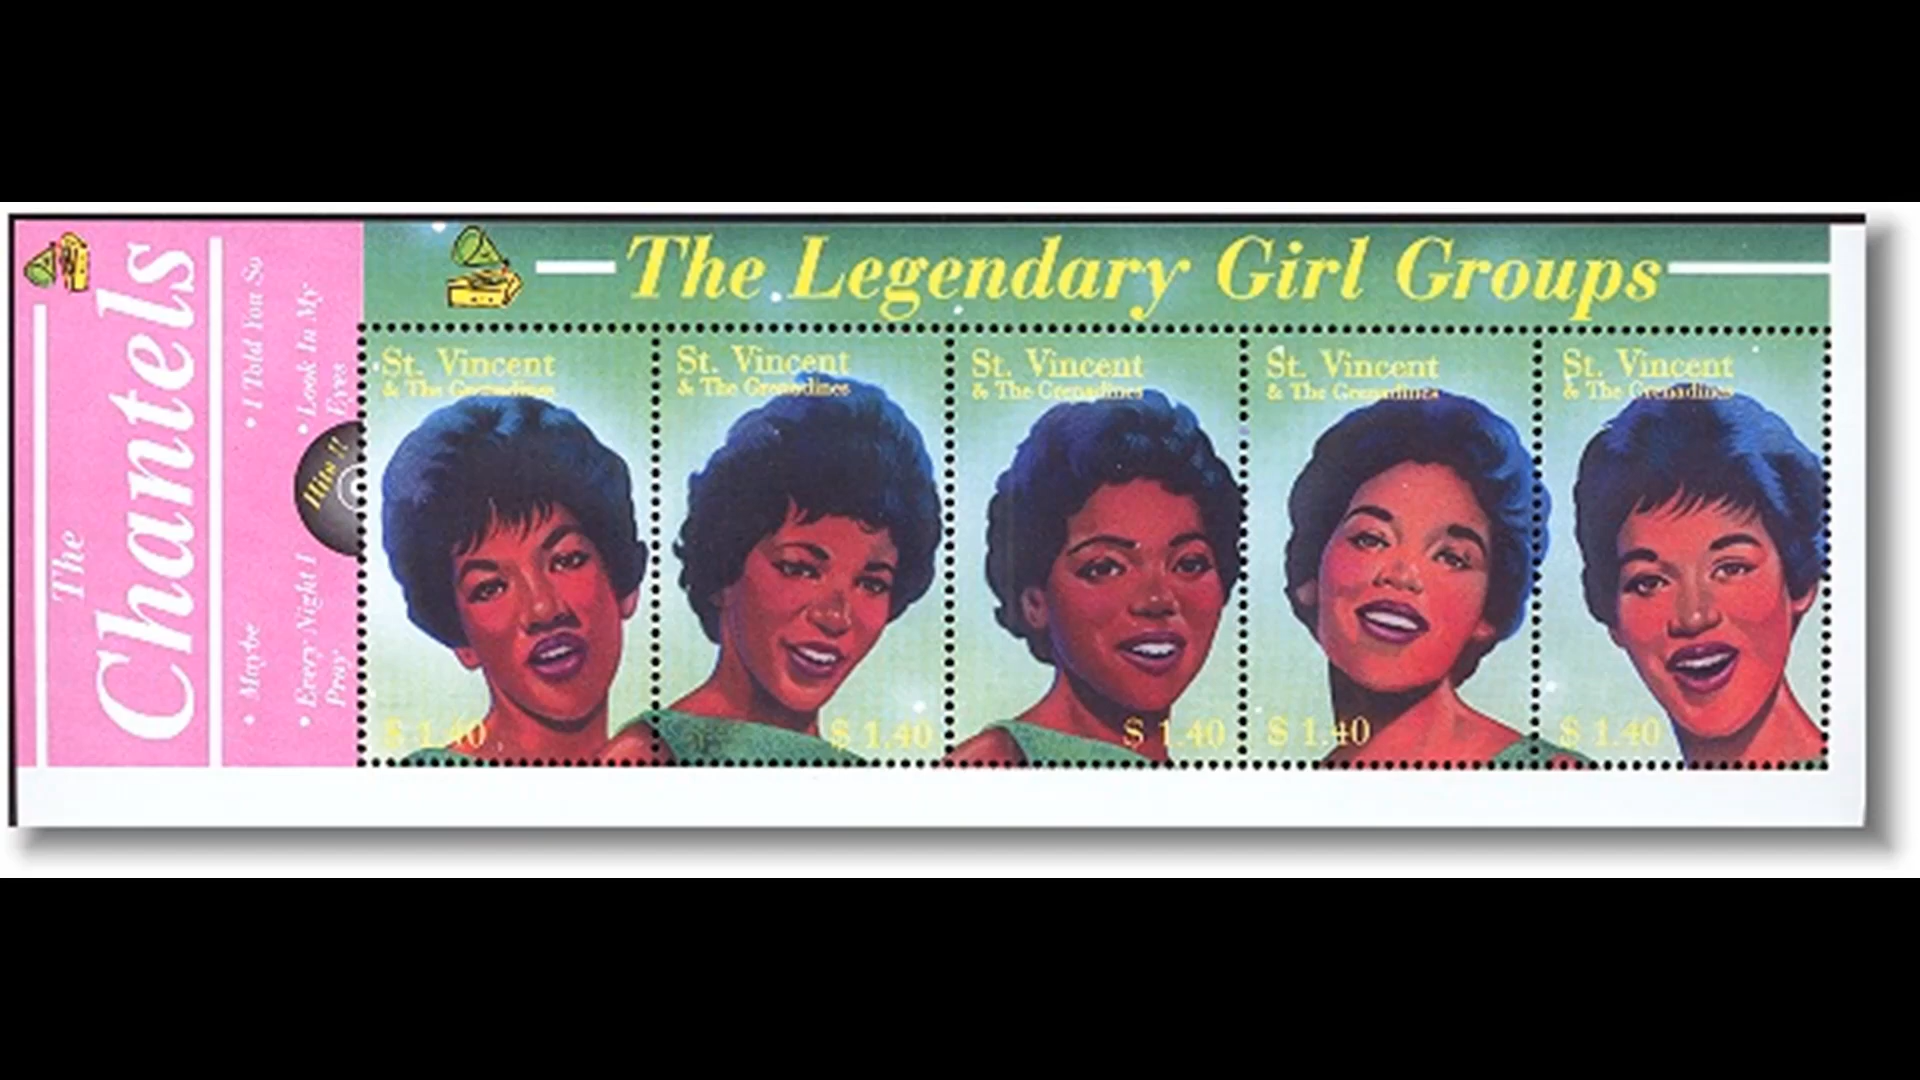 The
Chantels
• Maybe
• I Told You So
• Every Night I
Pray
• Look In My
Eyes
Hits !!
The Legendary Girl Groups
St. Vincent
& The Grenadines
$ 1.40
St. Vincent
& The Grenadines
$ 1.40
St. Vincent
& The Grenadines
$ 1.40
St. Vincent
& The Grenadines
$ 1.40
St. Vincent
& The Grenadines
$ 1.40